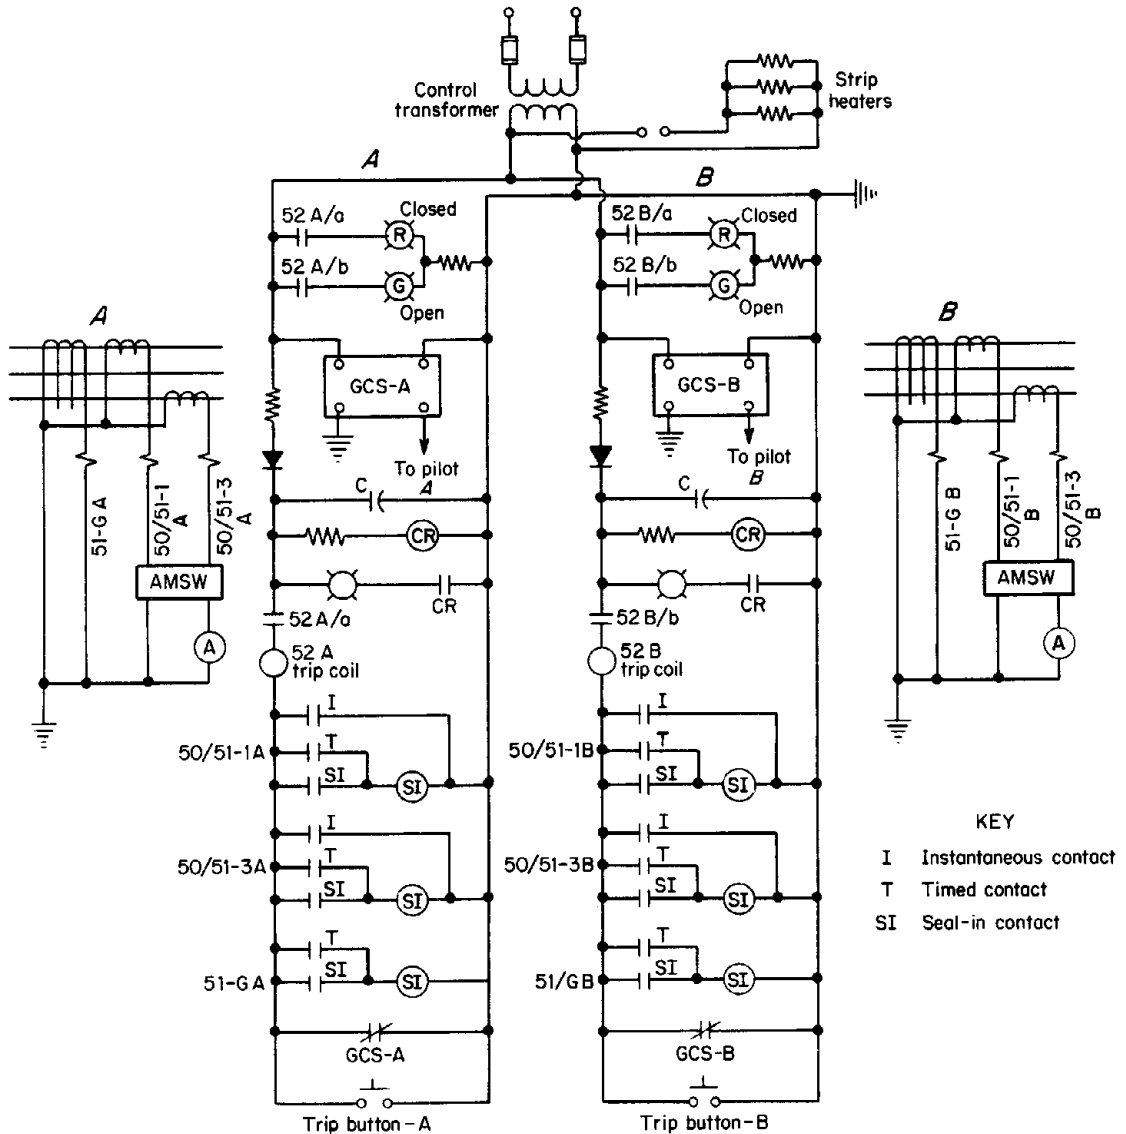 Control
transformer
Strip
heaters
A
B
52 A/a
Closed
R
52 A/b
G
Open
52 B/a
Closed
R
52 B/b
G
Open
A
B
GCS-A
To pilot
A
GCS-B
To pilot
B
51-G A
50/51-1
A
50/51-3
A
AMSW
A
51-G B
50/51-1
B
50/51-3
B
AMSW
A
C
CR
CR
52 A/a
52 A
trip coil
C
CR
CR
52 B/b
52 B
trip coil
I
50/51-1A
T
SI
SI
I
50/51-3A
T
SI
SI
T
51-G A
SI
SI
GCS-A
Trip button-A
I
50/51-1B
T
SI
SI
I
50/51-3B
T
SI
SI
T
51/G B
SI
SI
GCS-B
Trip button-B
KEY
I Instantaneous contact
T Timed contact
SI Seal-in contact